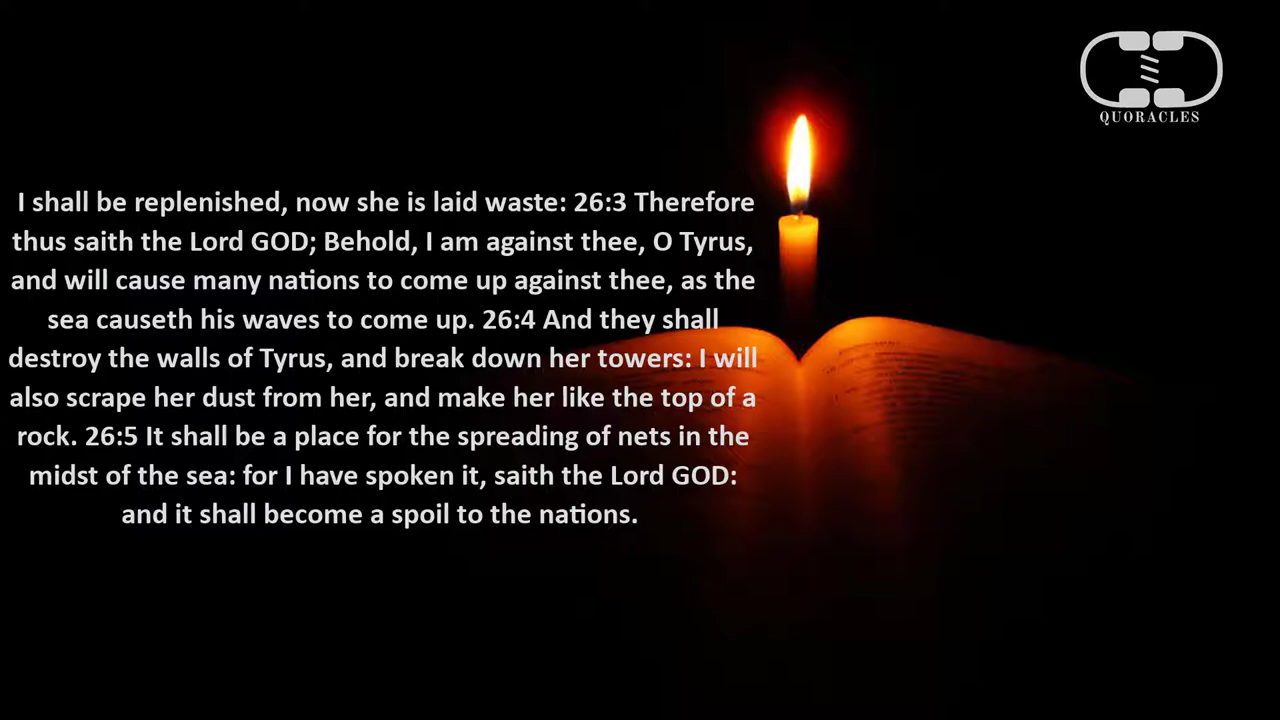 QUORACLES
I shall be replenished, now she is laid waste: 26:3 Therefore
thus saith the Lord GOD; Behold, I am against thee, O Tyrus,
and will cause many nations to come up against thee, as the
sea causeth his waves to come up. 26:4 And they shall
destroy the walls of Tyrus, and break down her towers: I will
also scrape her dust from her, and make her like the top of a
rock. 26:5 It shall be a place for the spreading of nets in the
midst of the sea: for I have spoken it, saith the Lord GOD:
and it shall become a spoil to the nations.